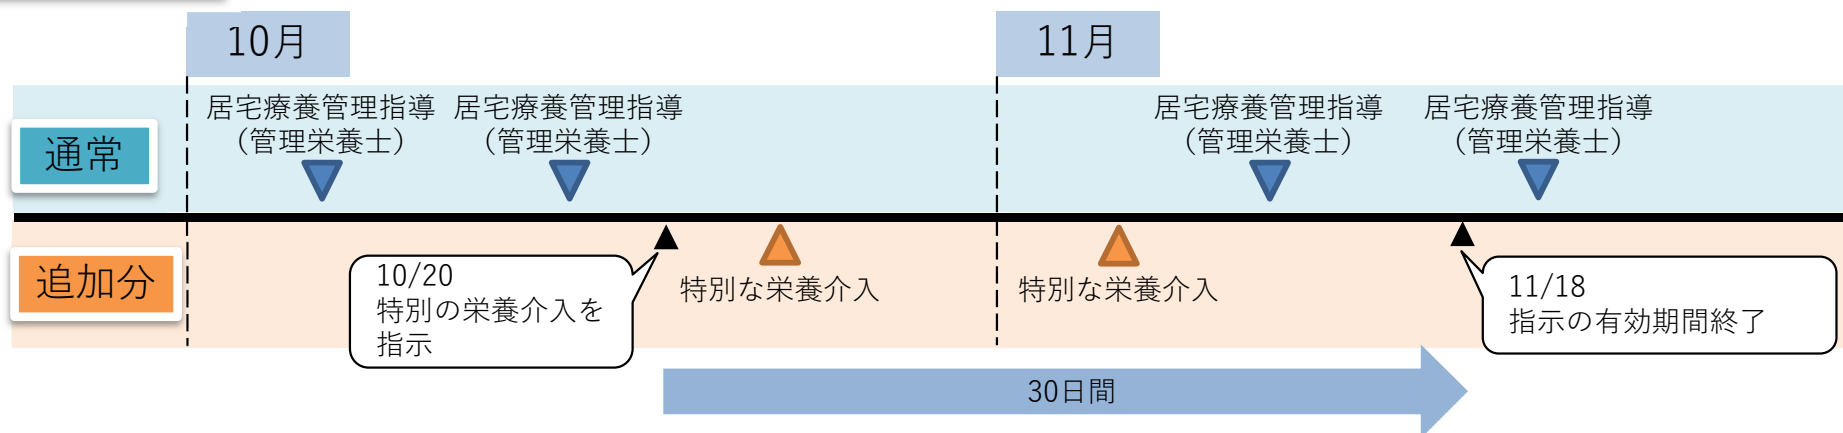 10月
11月
通常
居宅療養管理指導
（管理栄養士）
居宅療養管理指導
（管理栄養士）
居宅療養管理指導
（管理栄養士）
居宅療養管理指導
（管理栄養士）
追加分
10/20
特別の栄養介入を
指示
特別な栄養介入
特別な栄養介入
11/18
指示の有効期間終了
30日間